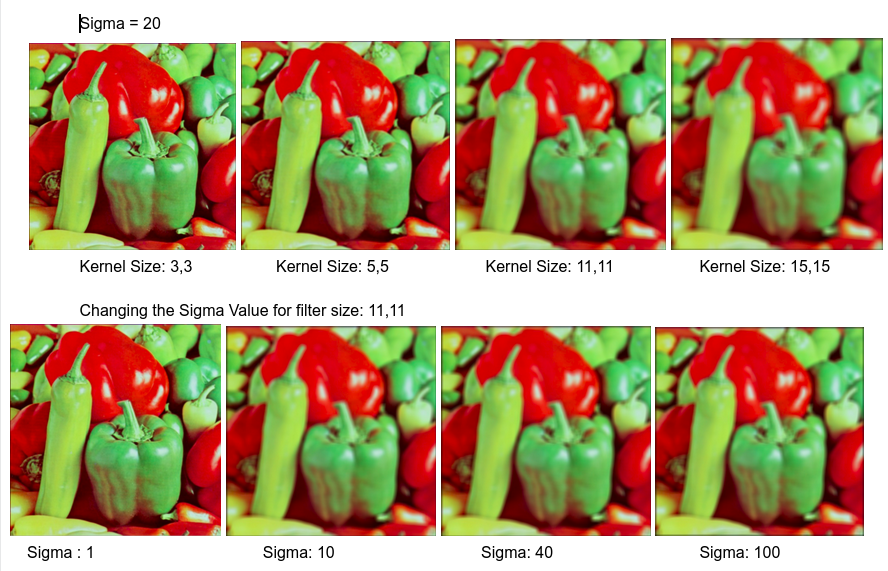 Sigma = 20
Kernel Size: 3,3 Kernel Size: 5,5 Kernel Size: 11,11 Kernel Size: 15,15
Changing the Sigma Value for filter size: 11,11
Sigma : 1 Sigma: 10 Sigma: 40 Sigma: 100